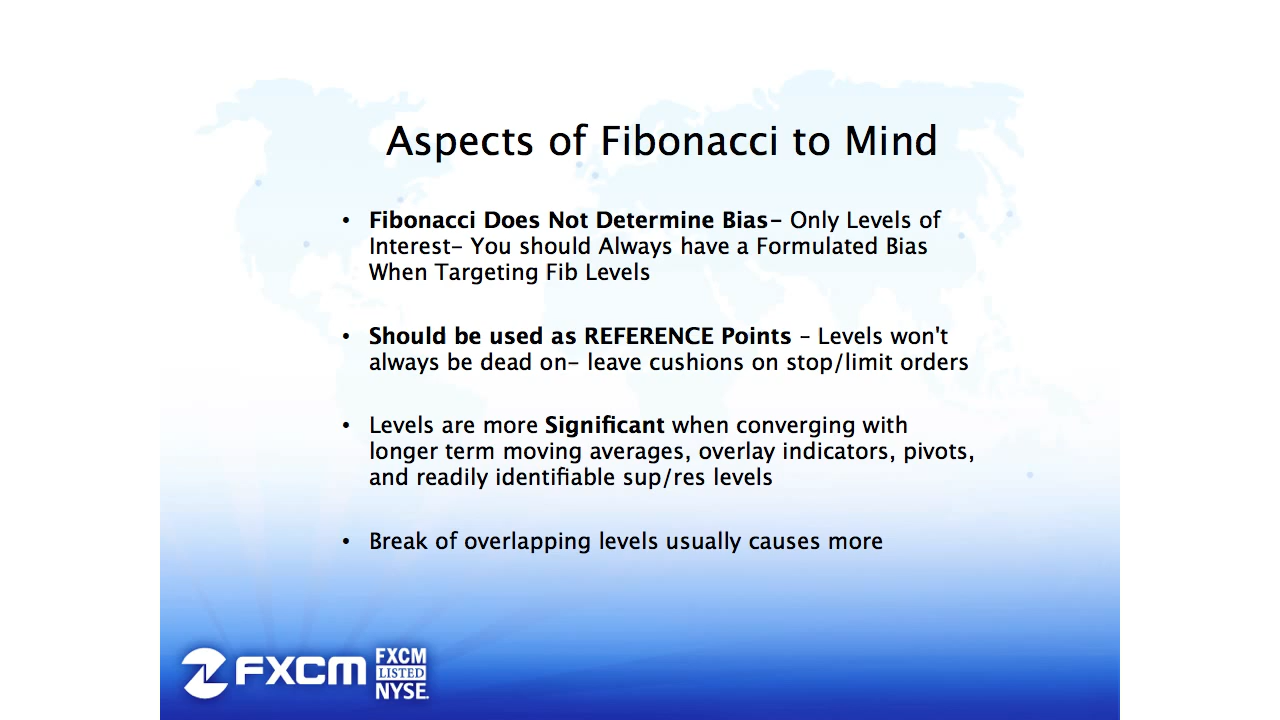 Aspects of Fibonacci to Mind
• Fibonacci Does Not Determine Bias– Only Levels of
Interest– You should Always have a Formulated Bias
When Targeting Fib Levels
• Should be used as REFERENCE Points – Levels won't
always be dead on– leave cushions on stop/limit orders
• Levels are more Significant when converging with
longer term moving averages, overlay indicators, pivots,
and readily identifiable sup/res levels
• Break of overlapping levels usually causes more
FXCM
FXCM
LISTED
NYSE.